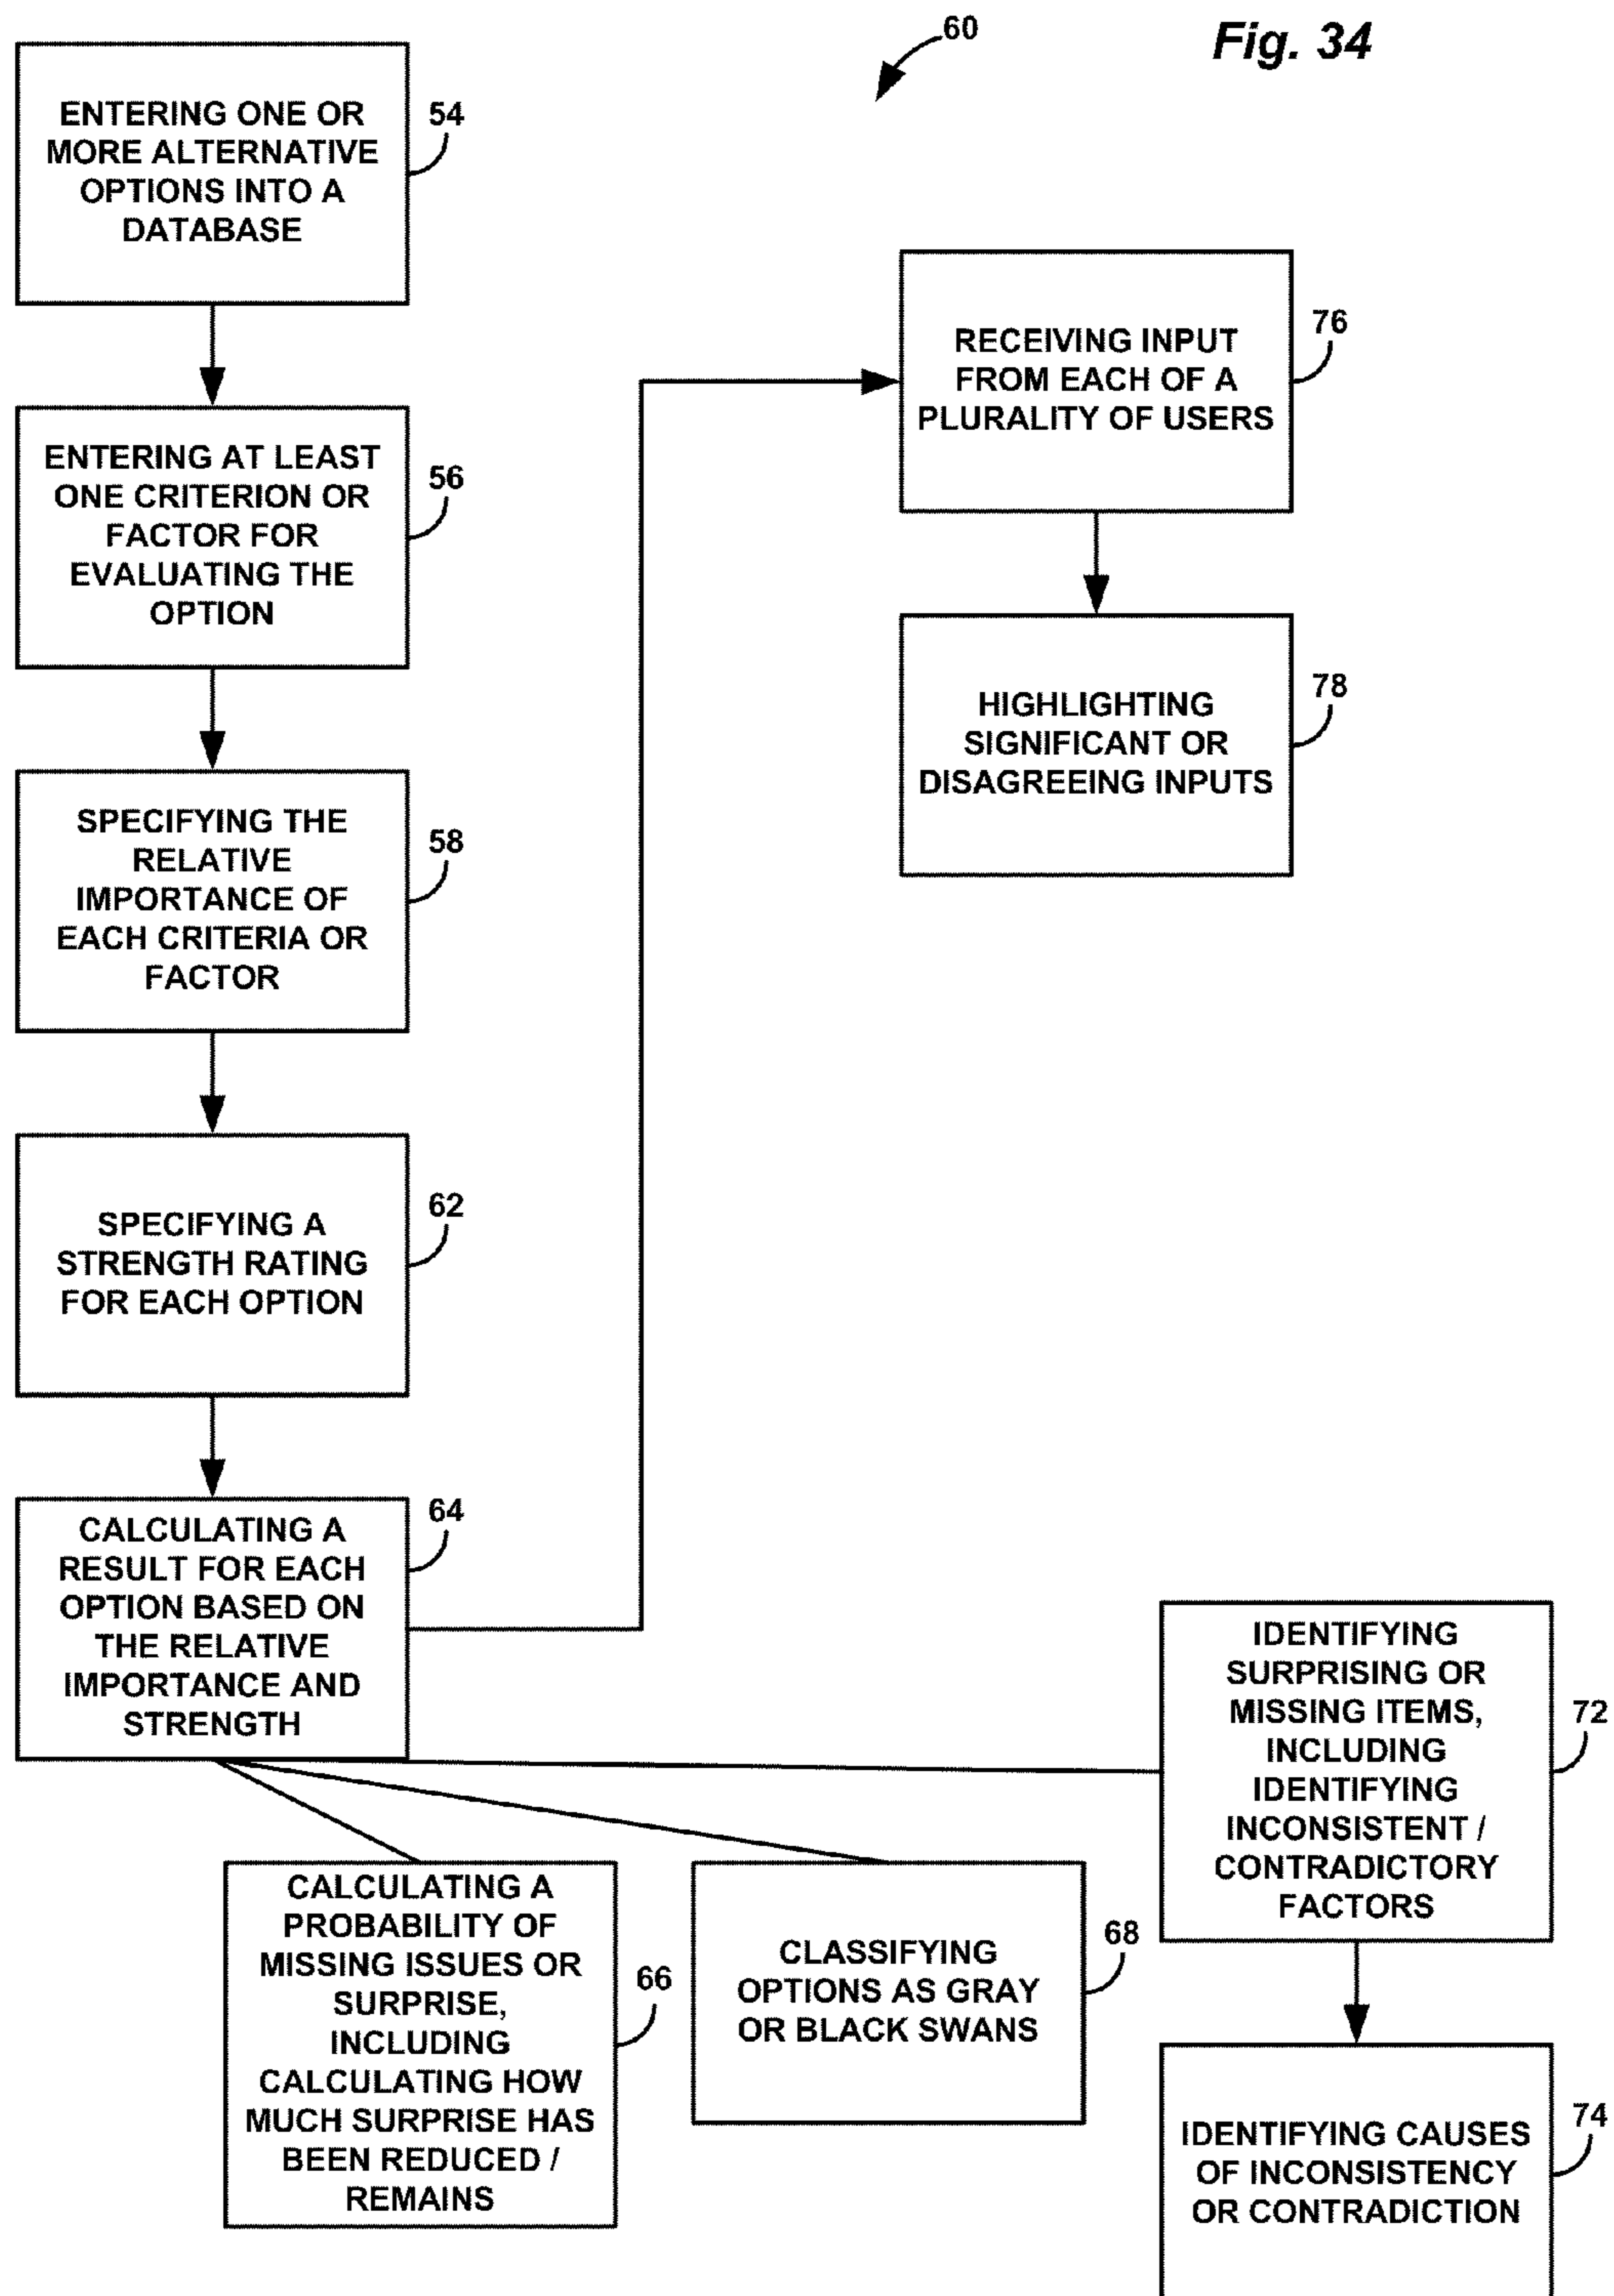 60
Fig. 34
ENTERING ONE OR
MORE ALTERNATIVE
OPTIONS INTO A
DATABASE
54
ENTERING AT LEAST
ONE CRITERION OR
FACTOR FOR
EVALUATING THE
OPTION
56
SPECIFYING THE
RELATIVE
IMPORTANCE OF
EACH CRITERIA OR
FACTOR
58
SPECIFYING A
STRENGTH RATING
FOR EACH OPTION
62
CALCULATING A
RESULT FOR EACH
OPTION BASED ON
THE RELATIVE
IMPORTANCE AND
STRENGTH
64
RECEIVING INPUT
FROM EACH OF A
PLURALITY OF USERS
76
HIGHLIGHTING
SIGNIFICANT OR
DISAGREEING INPUTS
78
CALCULATING A
PROBABILITY OF
MISSING ISSUES OR
SURPRISE,
INCLUDING
CALCULATING HOW
MUCH SURPRISE HAS
BEEN REDUCED /
REMAINS
66
CLASSIFYING
OPTIONS AS GRAY
OR BLACK SWANS
68
IDENTIFYING
SURPRISING OR
MISSING ITEMS,
INCLUDING
IDENTIFYING
INCONSISTENT /
CONTRADICTORY
FACTORS
72
IDENTIFYING CAUSES
OF INCONSISTENCY
OR CONTRADICTION
74